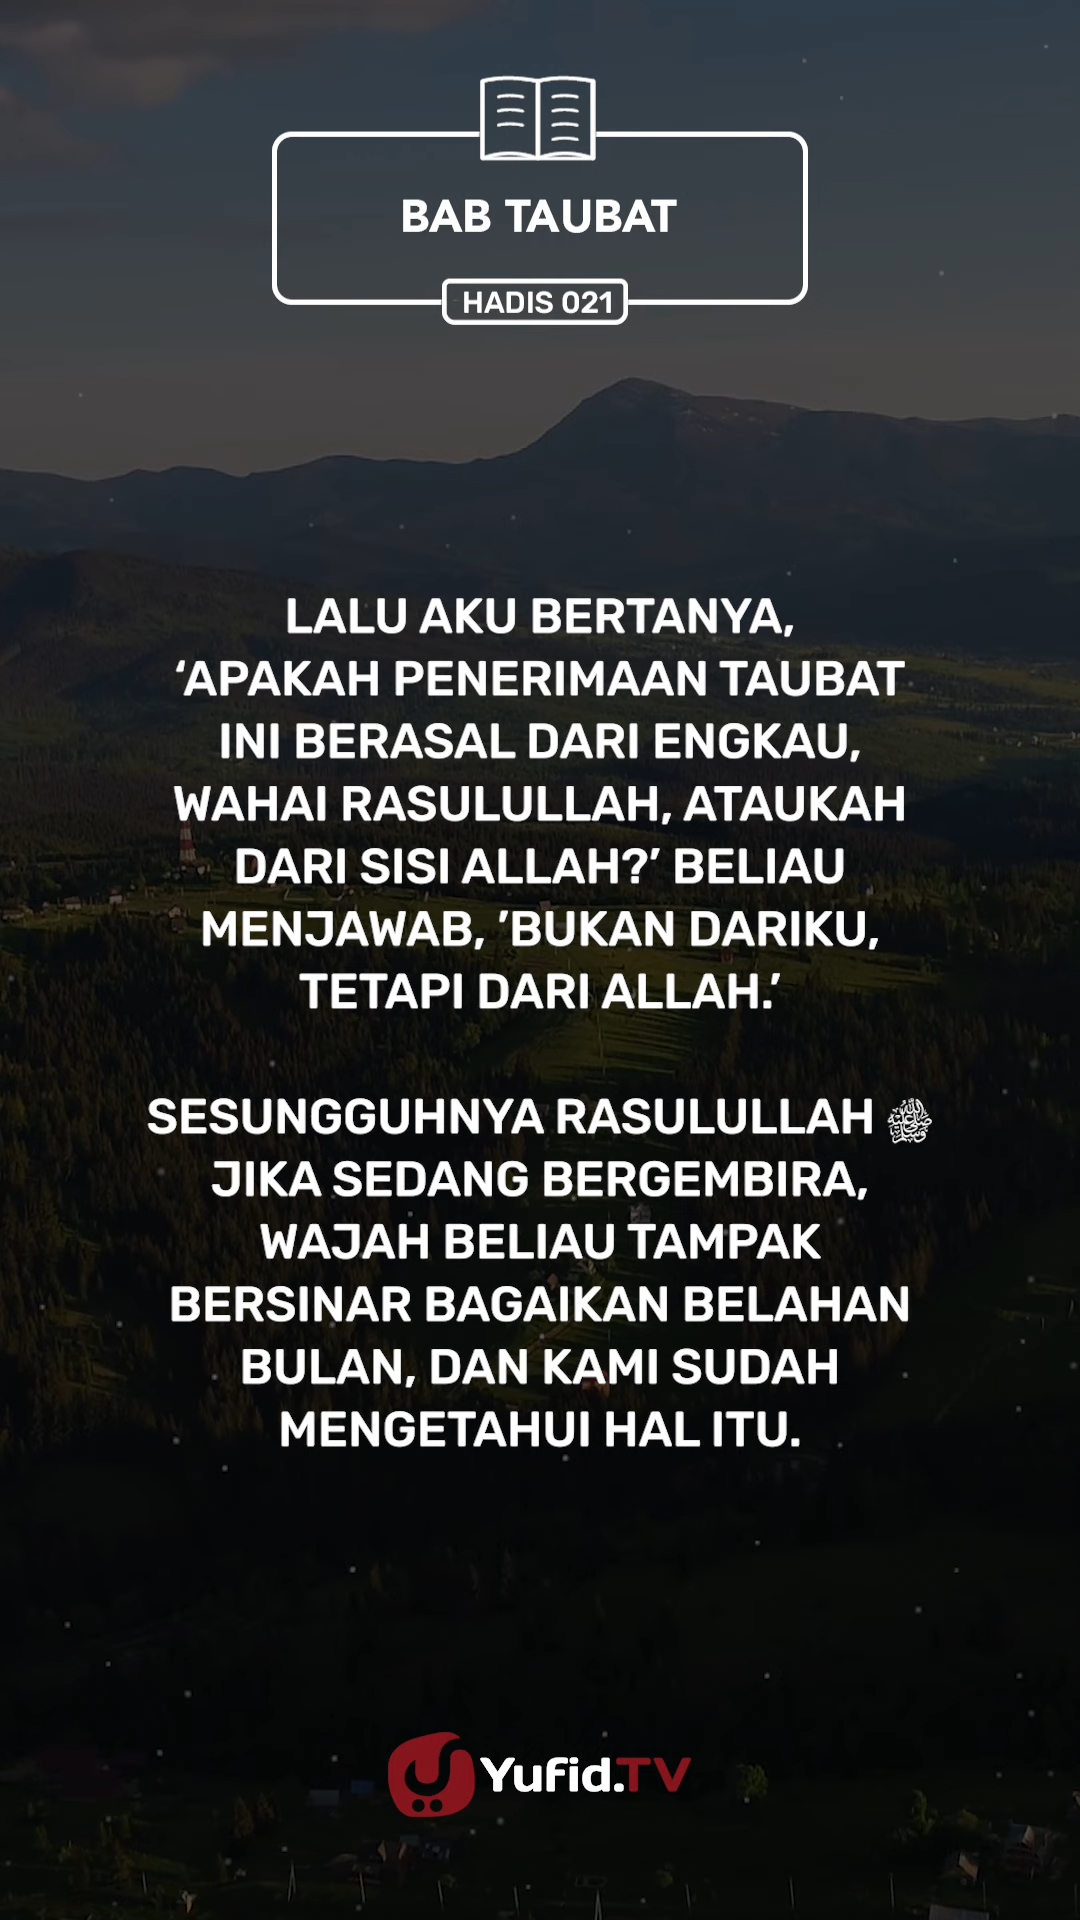 BAB TAUBAT
HADIS 021
LALU AKU BERTANYA,
‘APAKAH PENERIMAAN TAUBAT
INI BERASAL DARI ENGKAU,
WAHAI RASULULLAH, ATAUKAH
DARI SISI ALLAH?’ BELIAU
MENJAWAB, ’BUKAN DARIKU,
TETAPI DARI ALLAH.’
SESUNGGUHNYA RASULULLAH ﷺ
JIKA SEDANG BERGEMBIRA,
WAJAH BELIAU TAMPAK
BERSINAR BAGAIKAN BELAHAN
BULAN, DAN KAMI SUDAH
MENGETAHUI HAL ITU.
Yufid.TV